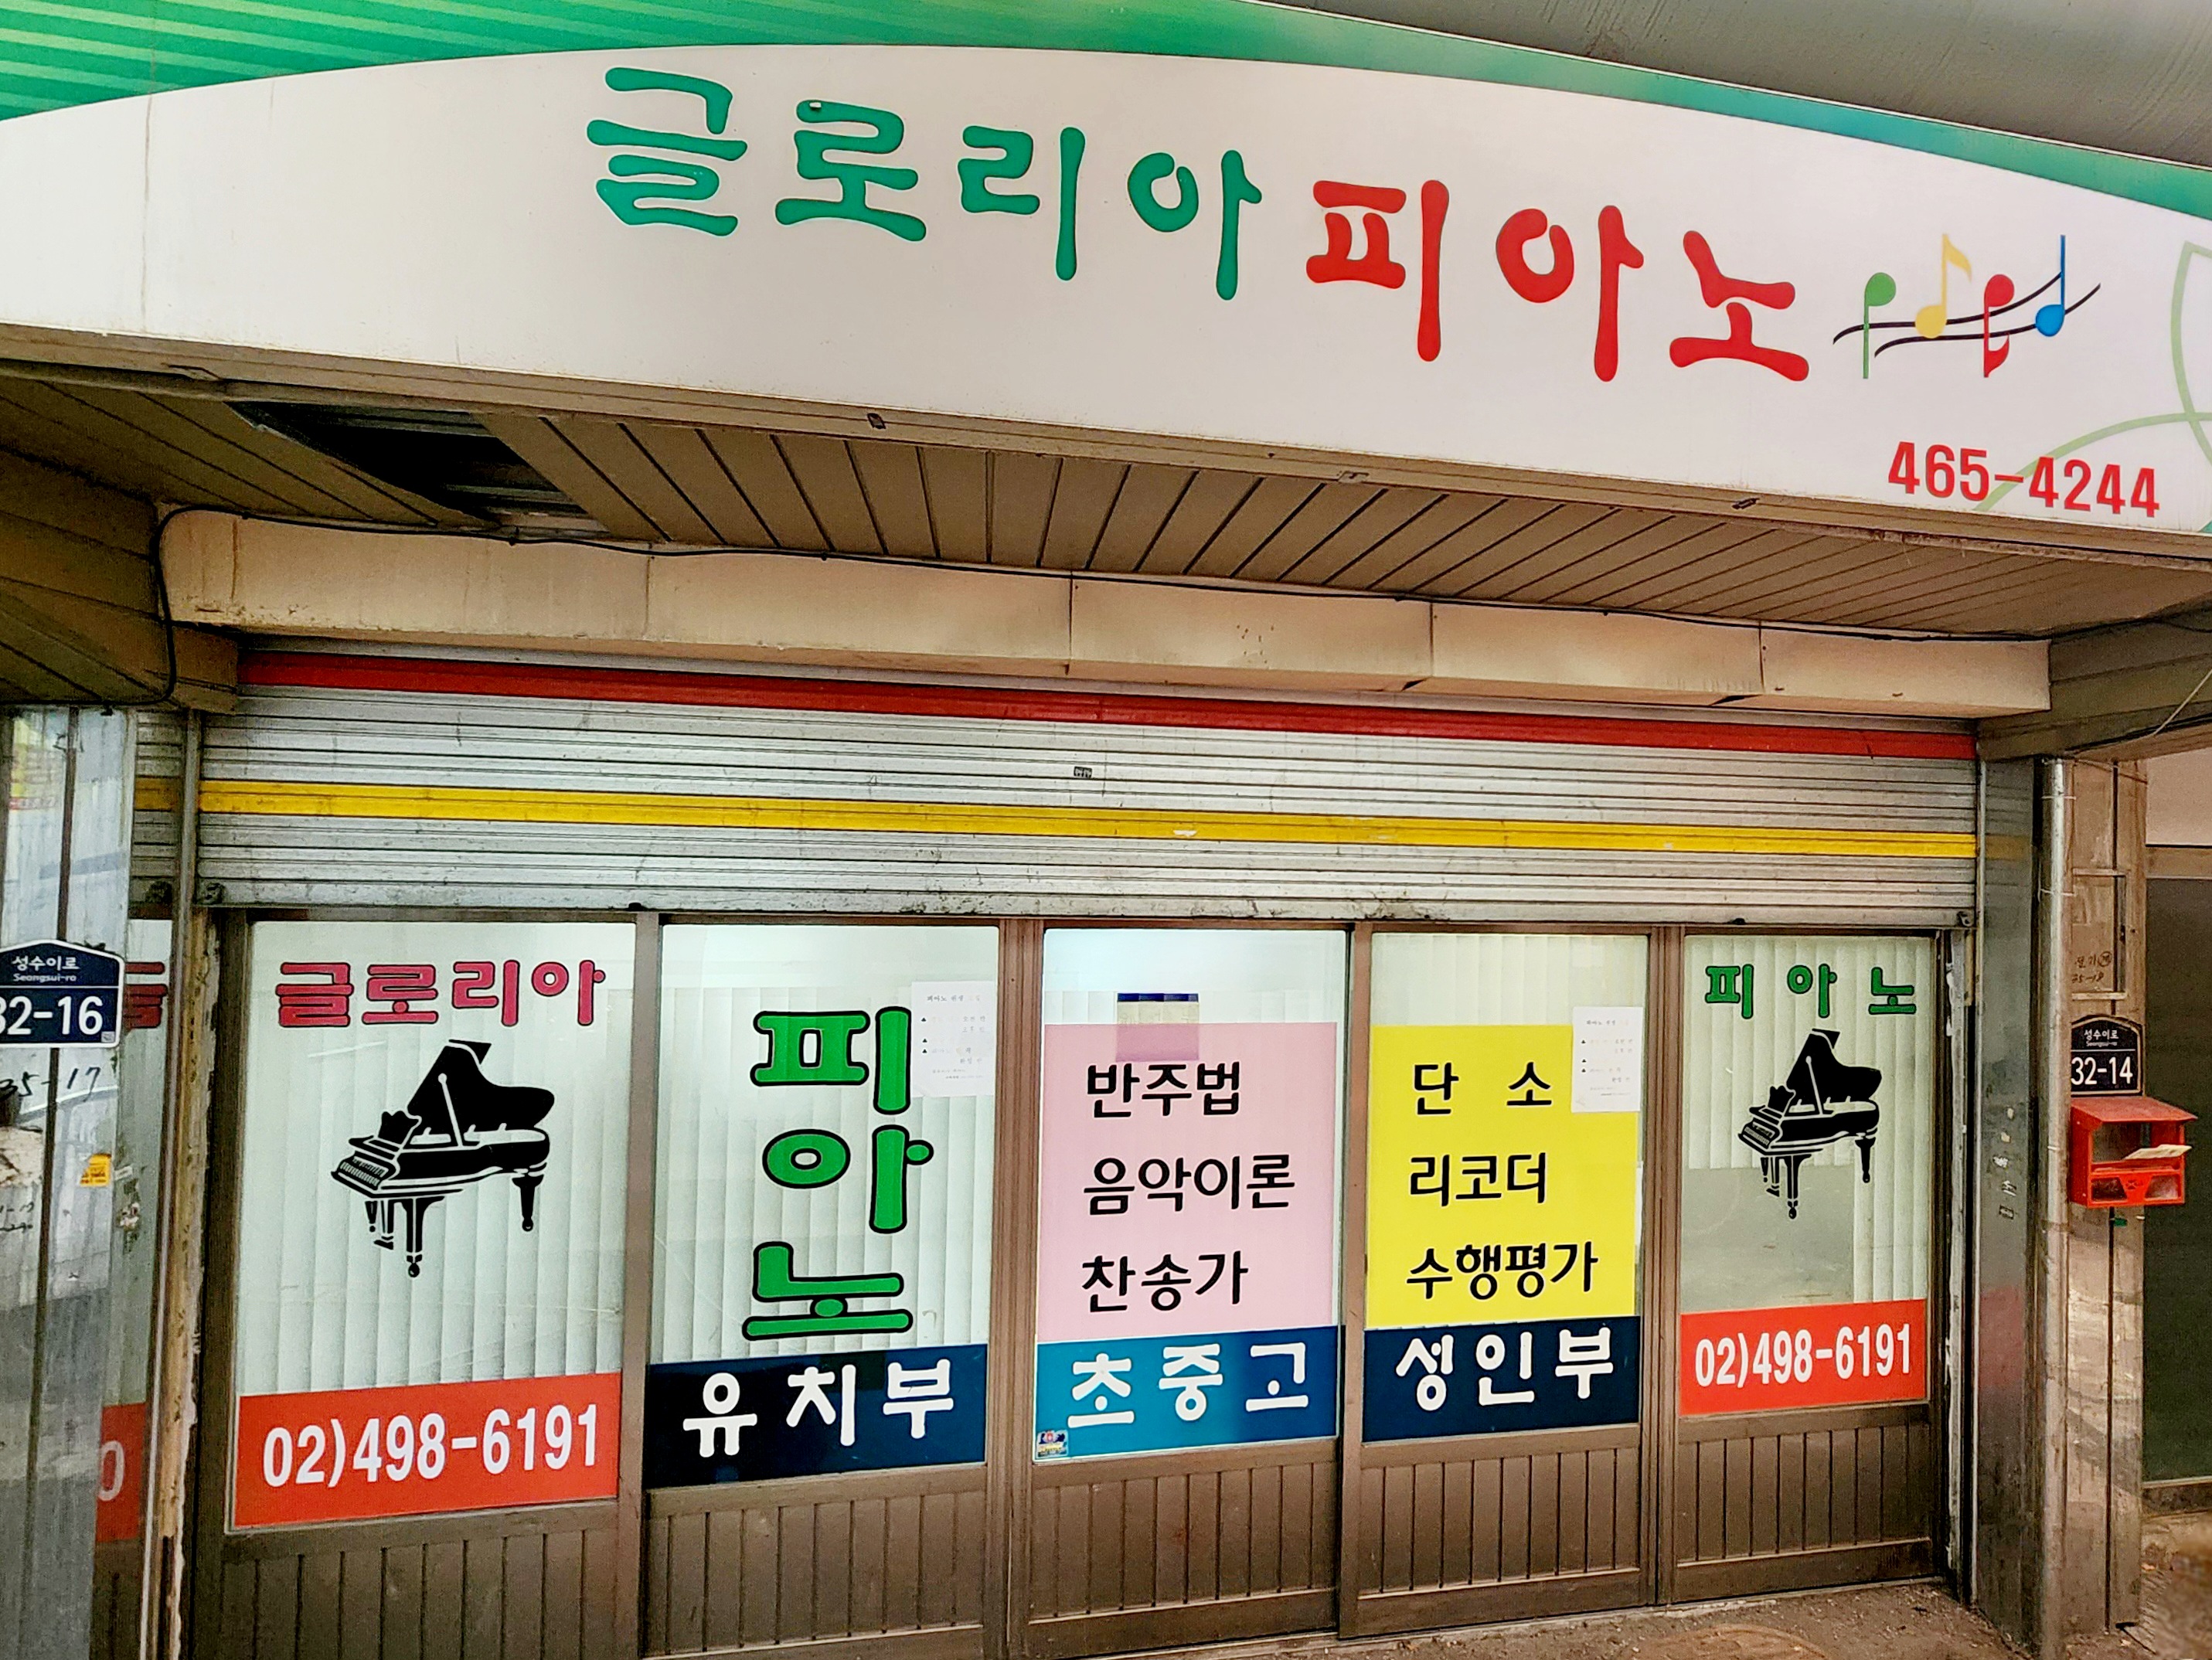 글로리아 피아노
465-4244
성수이로
Seongsui-ro
32-16
35-17
글로리아
02)498-6191
피아노
유치부
반주법
음악이론
찬송가
초중고
단 소
리코더
수행평가
성인부
피아노
02)498-6191
성수이로
Seongsui-ro
32-14